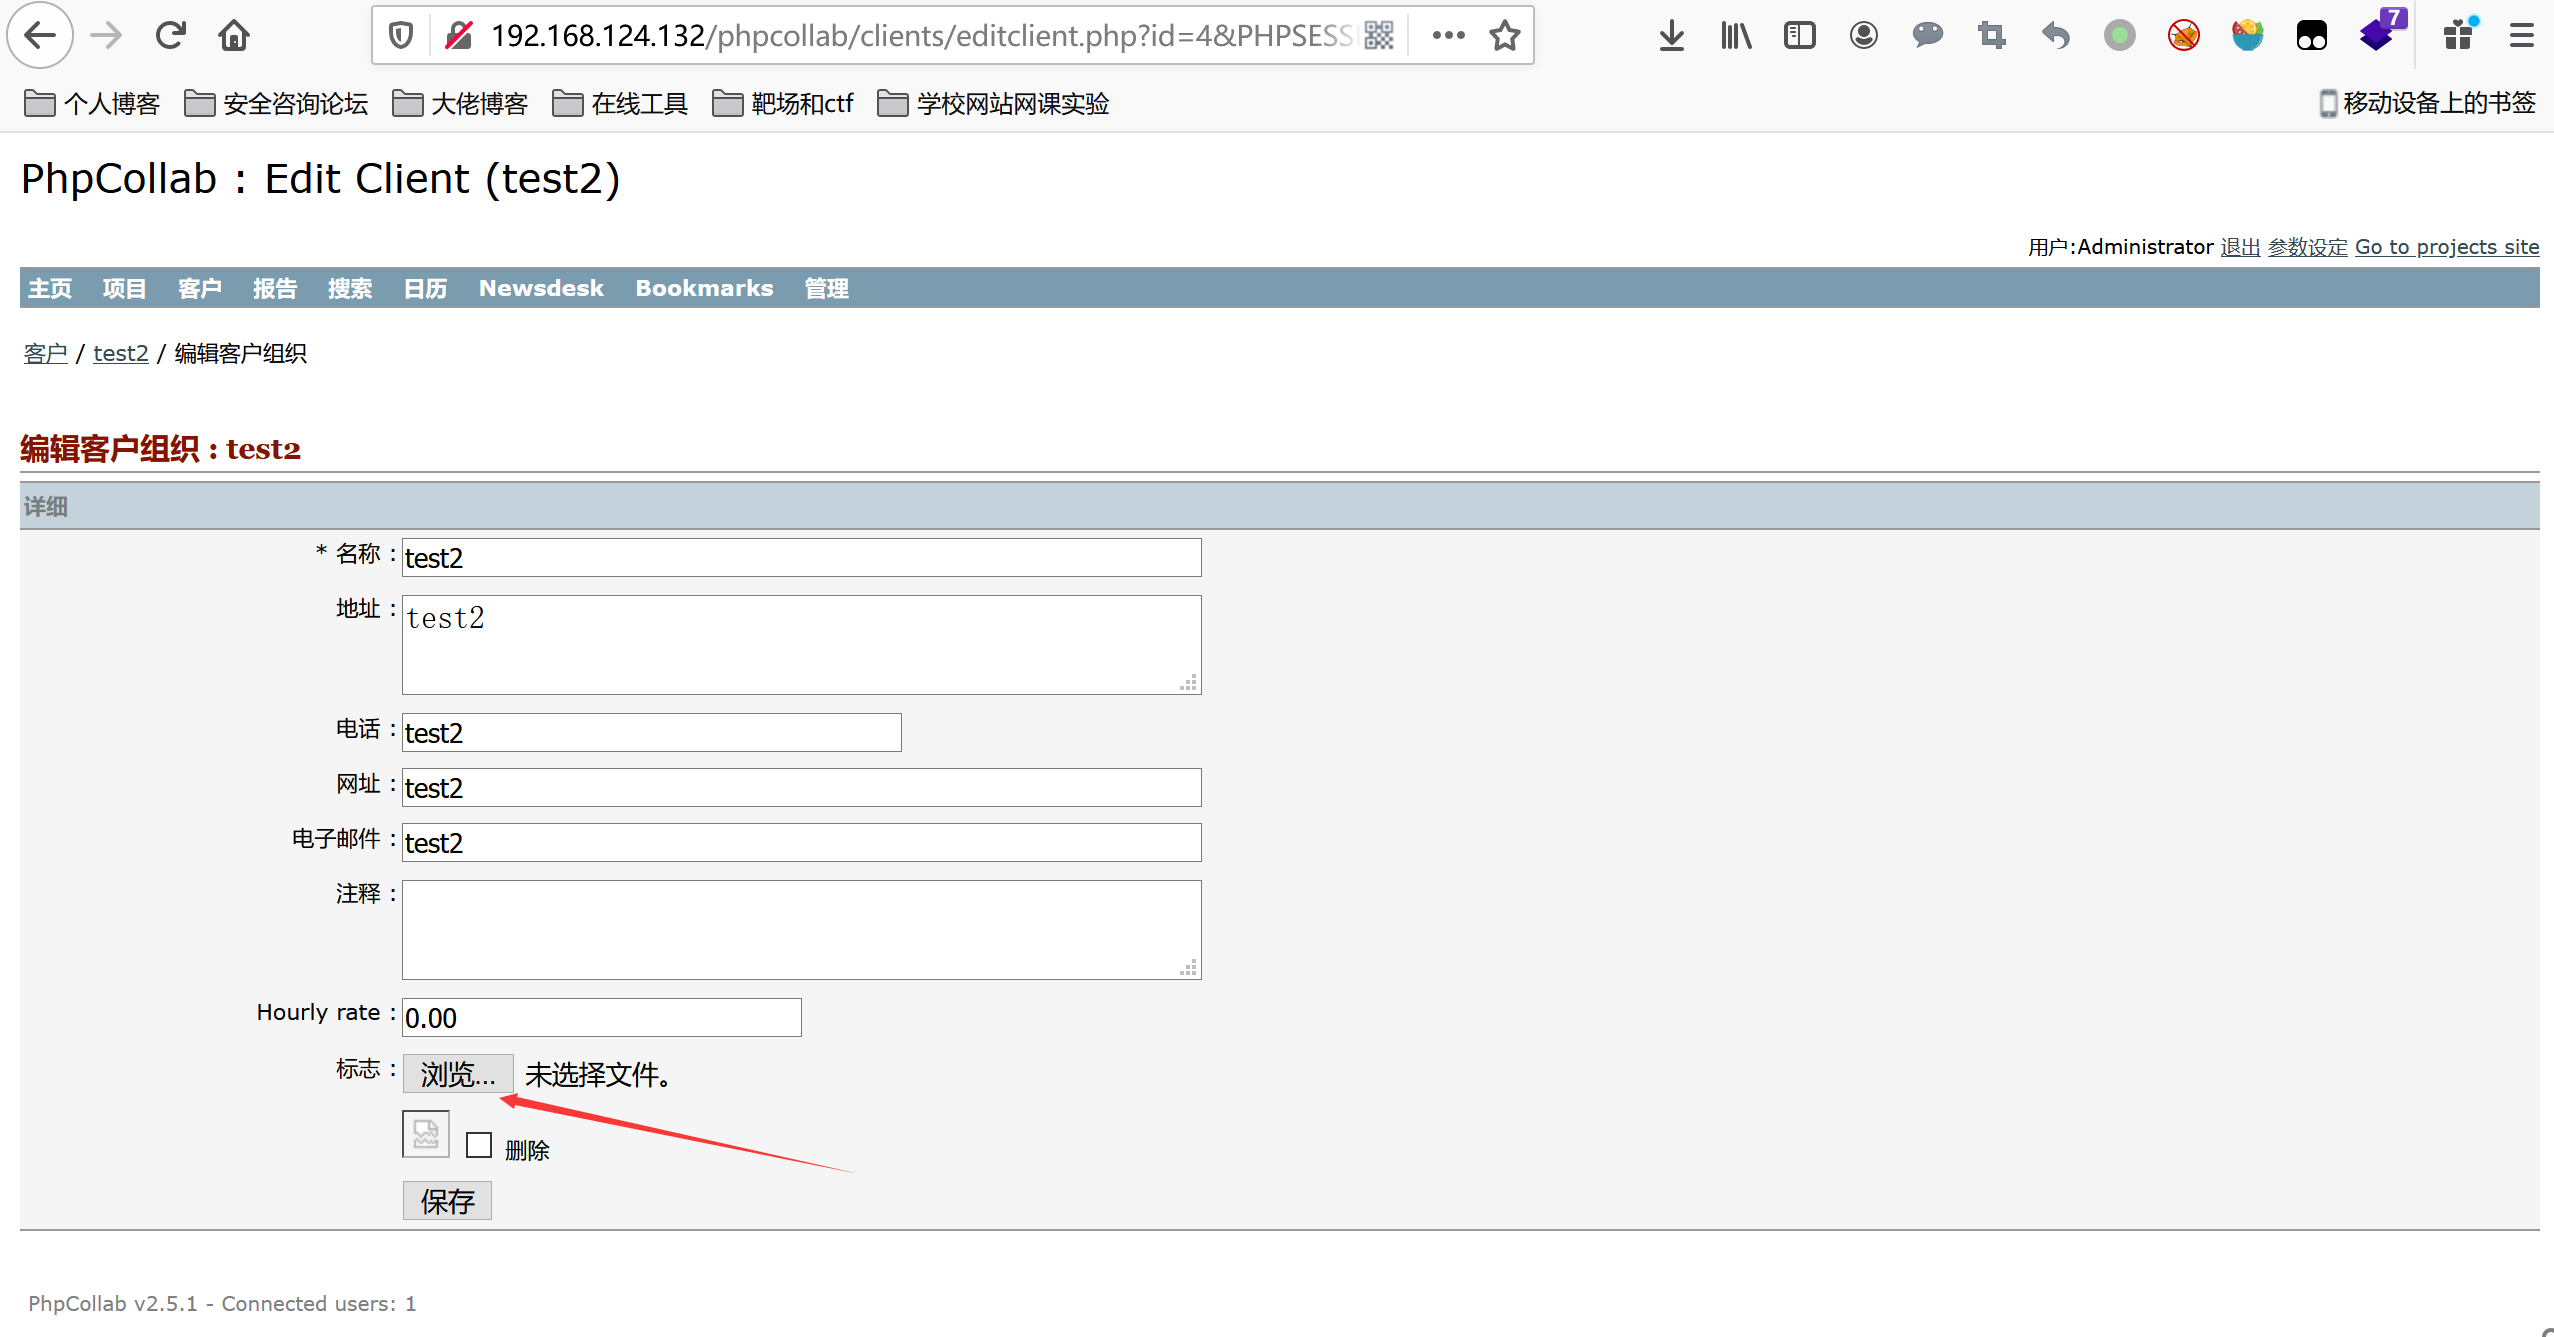 192.168.124.132/phpcollab/clients/editclient.php?id=4&PHPSESS
7
个人博客 安全咨询论坛 大佬博客 在线工具 靶场和ctf 学校网站网课实验 移动设备上的书签
PhpCollab : Edit Client (test2)
用户:Administrator 退出 参数设定 Go to projects site
主页 项目 客户 报告 搜索 日历 Newsdesk Bookmarks 管理
客户 / test2 / 编辑客户组织
编辑客户组织 : test2
详细
* 名称 : test2
地址 : test2
电话 : test2
网址 : test2
电子邮件 : test2
注释 :
Hourly rate : 0.00
标志 : 浏览... 未选择文件。
删除
保存
PhpCollab v2.5.1 - Connected users: 1